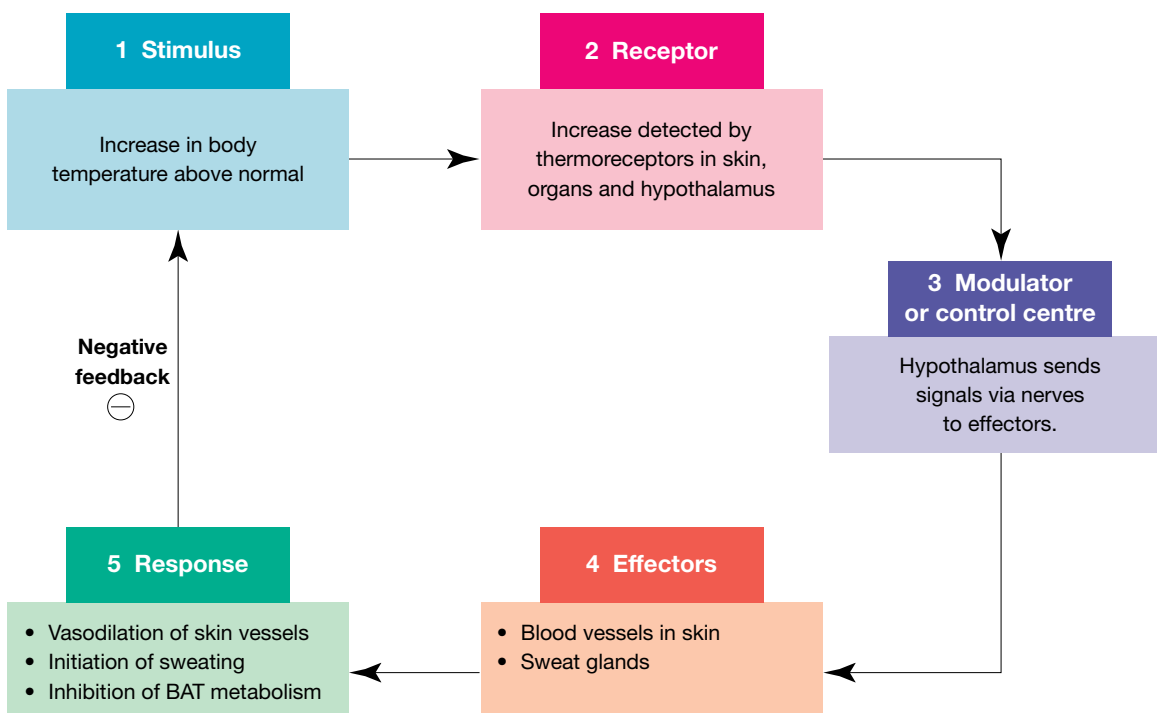 1 Stimulus
Increase in body
temperature above normal
2 Receptor
Increase detected by
thermoreceptors in skin,
organs and hypothalamus
3 Modulator
or control centre
Hypothalamus sends
signals via nerves
to effectors.
4 Effectors
• Blood vessels in skin
• Sweat glands
5 Response
• Vasodilation of skin vessels
• Initiation of sweating
• Inhibition of BAT metabolism
Negative
feedback
−